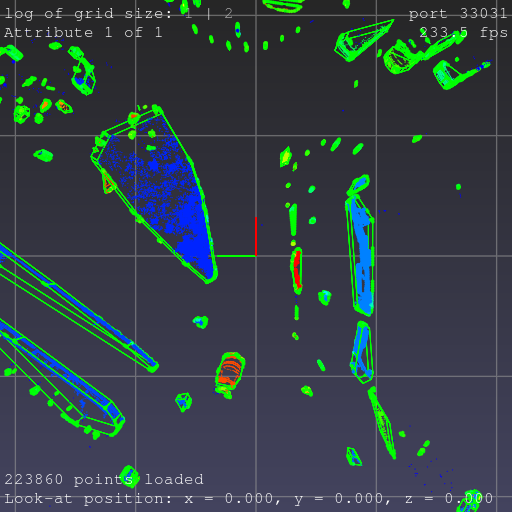 log of grid size: 1 | 2
port 33031
Attribute 1 of 1
233.5 fps
223860 points loaded
Look-at position: x = 0.000, y = 0.000, z = 0.000